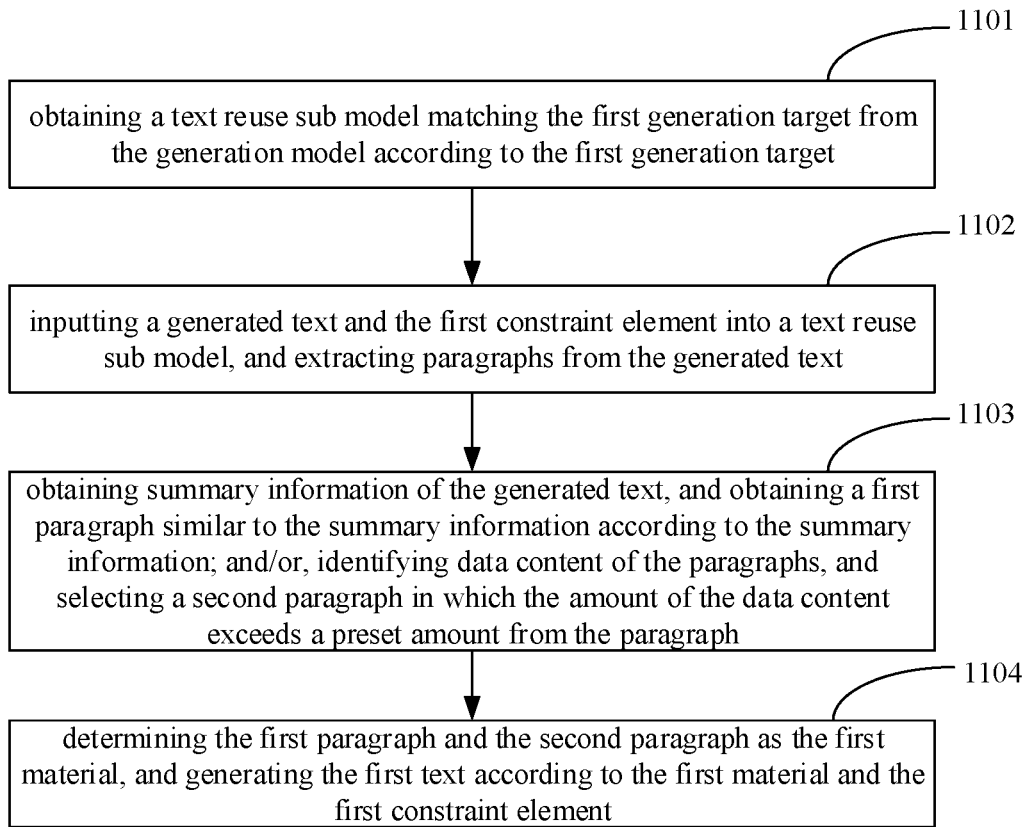 1101
obtaining a text reuse sub model matching the first generation target from
the generation model according to the first generation target
1102
inputting a generated text and the first constraint element into a text reuse
sub model, and extracting paragraphs from the generated text
1103
obtaining summary information of the generated text, and obtaining a first
paragraph similar to the summary information according to the summary
information; and/or, identifying data content of the paragraphs, and
selecting a second paragraph in which the amount of the data content
exceeds a preset amount from the paragraph
1104
determining the first paragraph and the second paragraph as the first
material, and generating the first text according to the first material and the
first constraint element